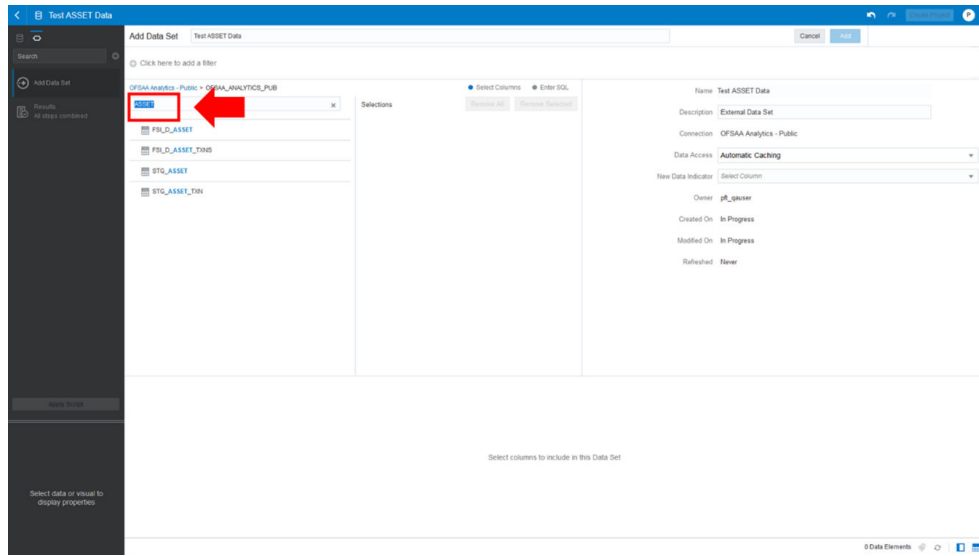 Test ASSET Data
Create Project
P
Search
Add Data Set
Results
All steps combined
Apply Script
Select data or visual to
display properties
Add Data Set
Test ASSET Data
Cancel
Add
Click here to add a filter
OFSAA Analytics - Public > OFSAA_ANALYTICS_PUB
ASSET
FSI_D_ASSET
FSI_D_ASSET_TXNS
STG_ASSET
STG_ASSET_TXN
Select Columns
Enter SQL
Selections
Remove All
Remove Selected
Name Test ASSET Data
Description External Data Set
Connection OFSAA Analytics - Public
Data Access Automatic Caching
New Data Indicator Select Column
Owner pft_qauser
Created On In Progress
Modified On In Progress
Refreshed Never
Select columns to include in this Data Set
0 Data Elements